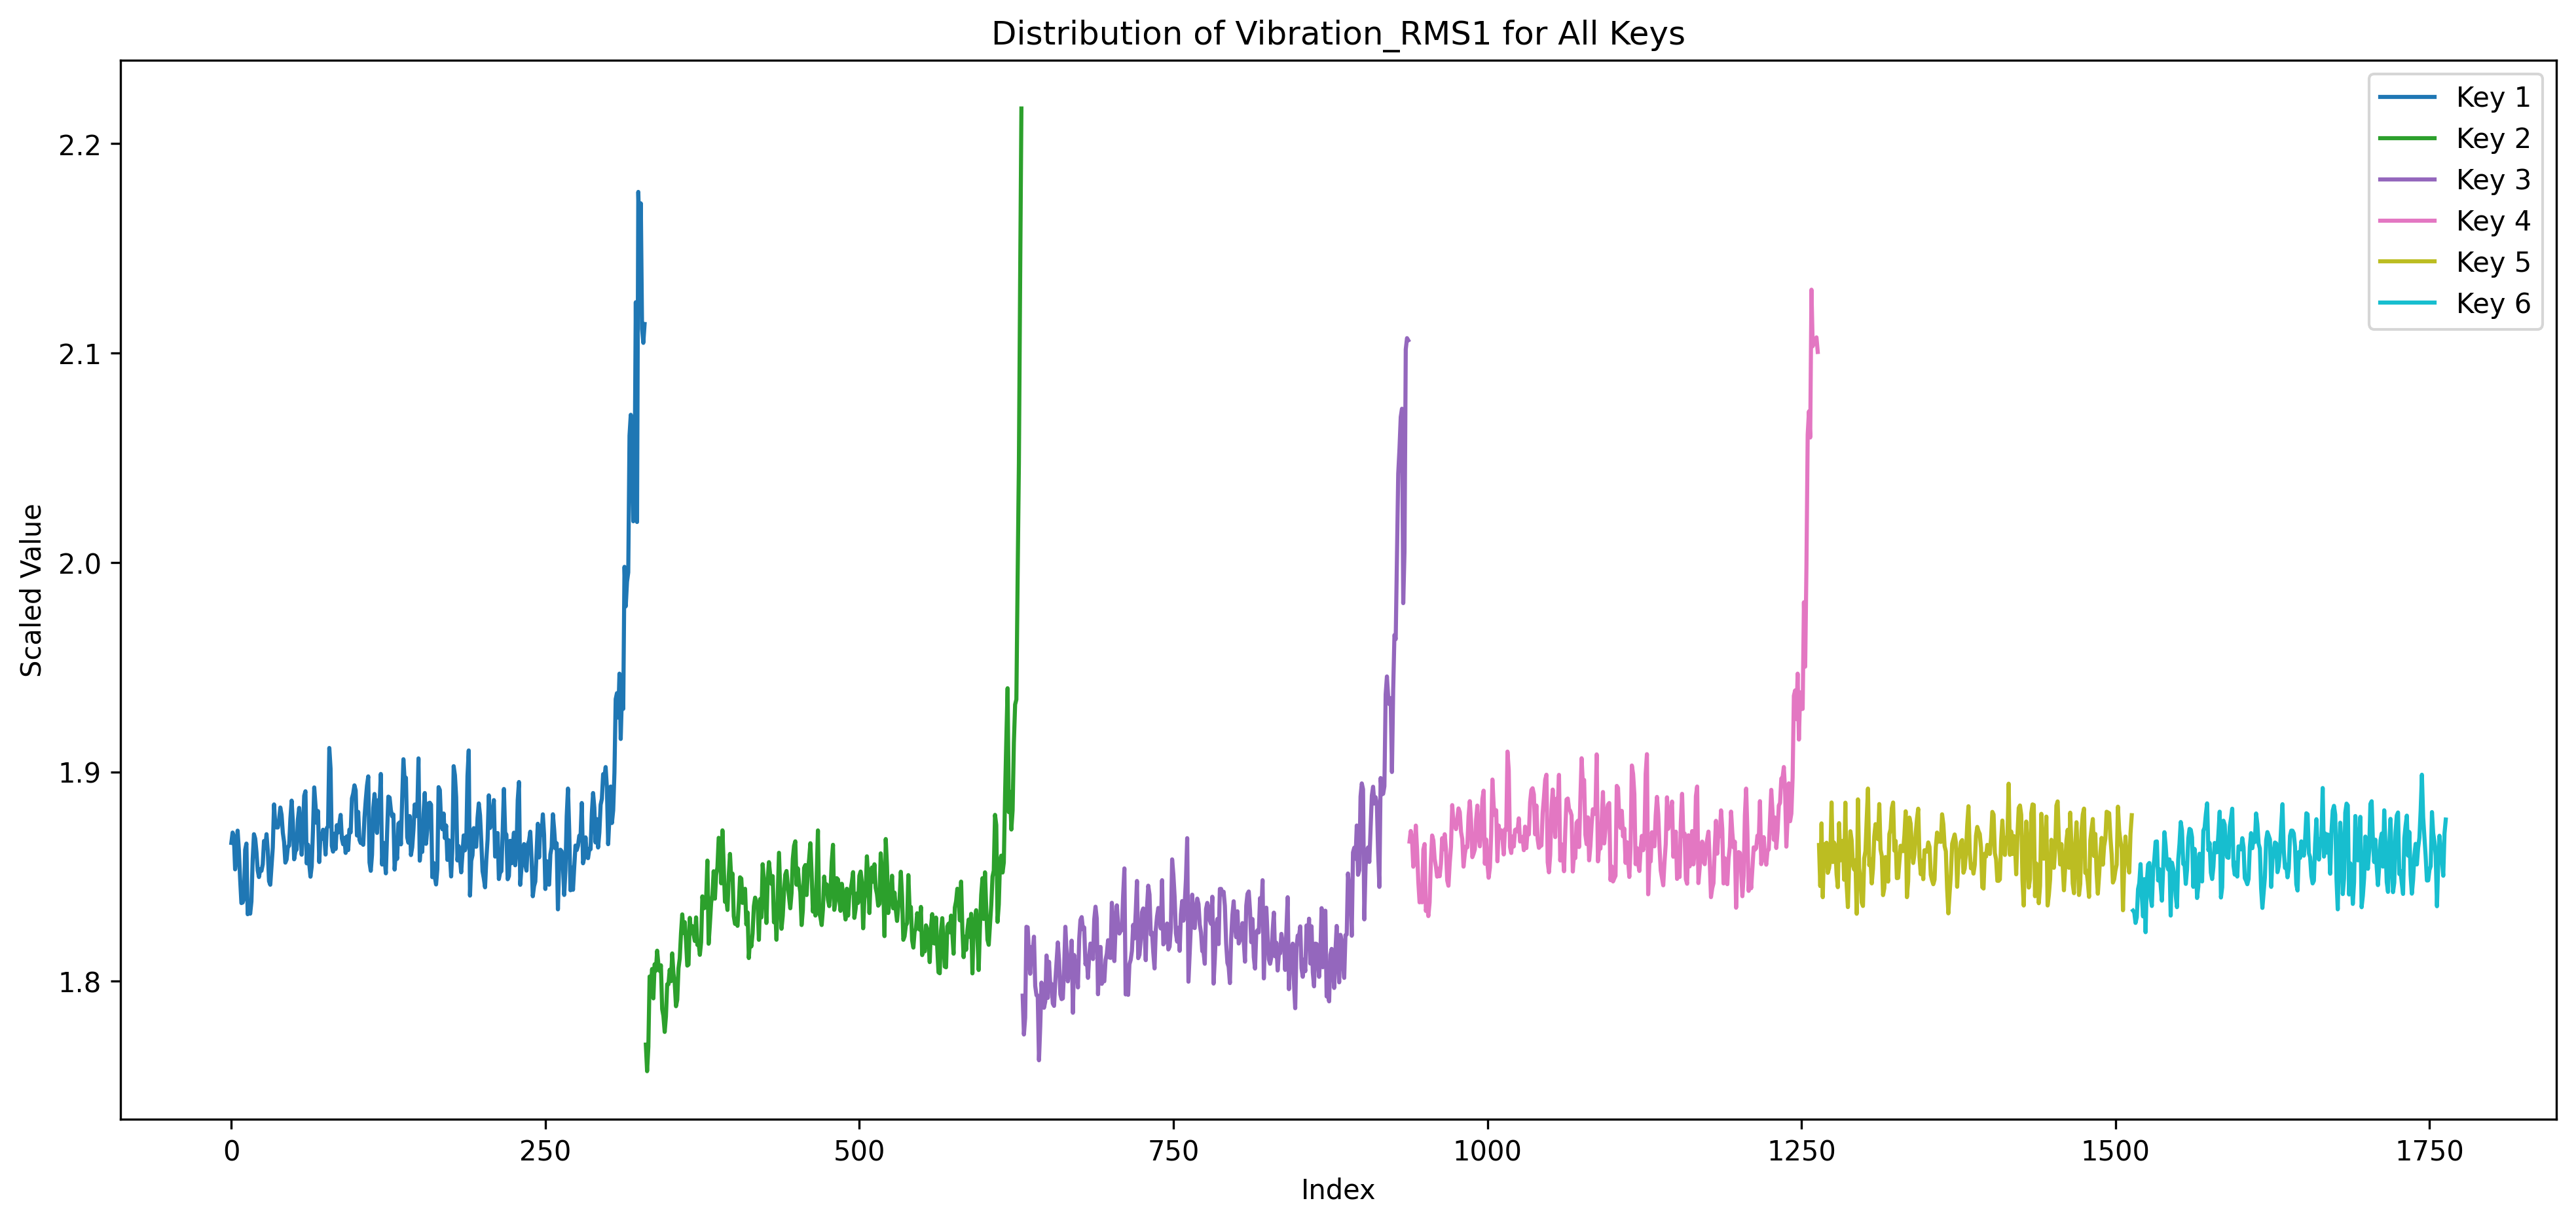 Distribution of Vibration_RMS1 for All Keys
Key 1
Key 2
Key 3
Key 4
Key 5
Key 6
2.2
2.1
2.0
1.9
1.8
Scaled Value
0 250 500 750 1000 1250 1500 1750
Index